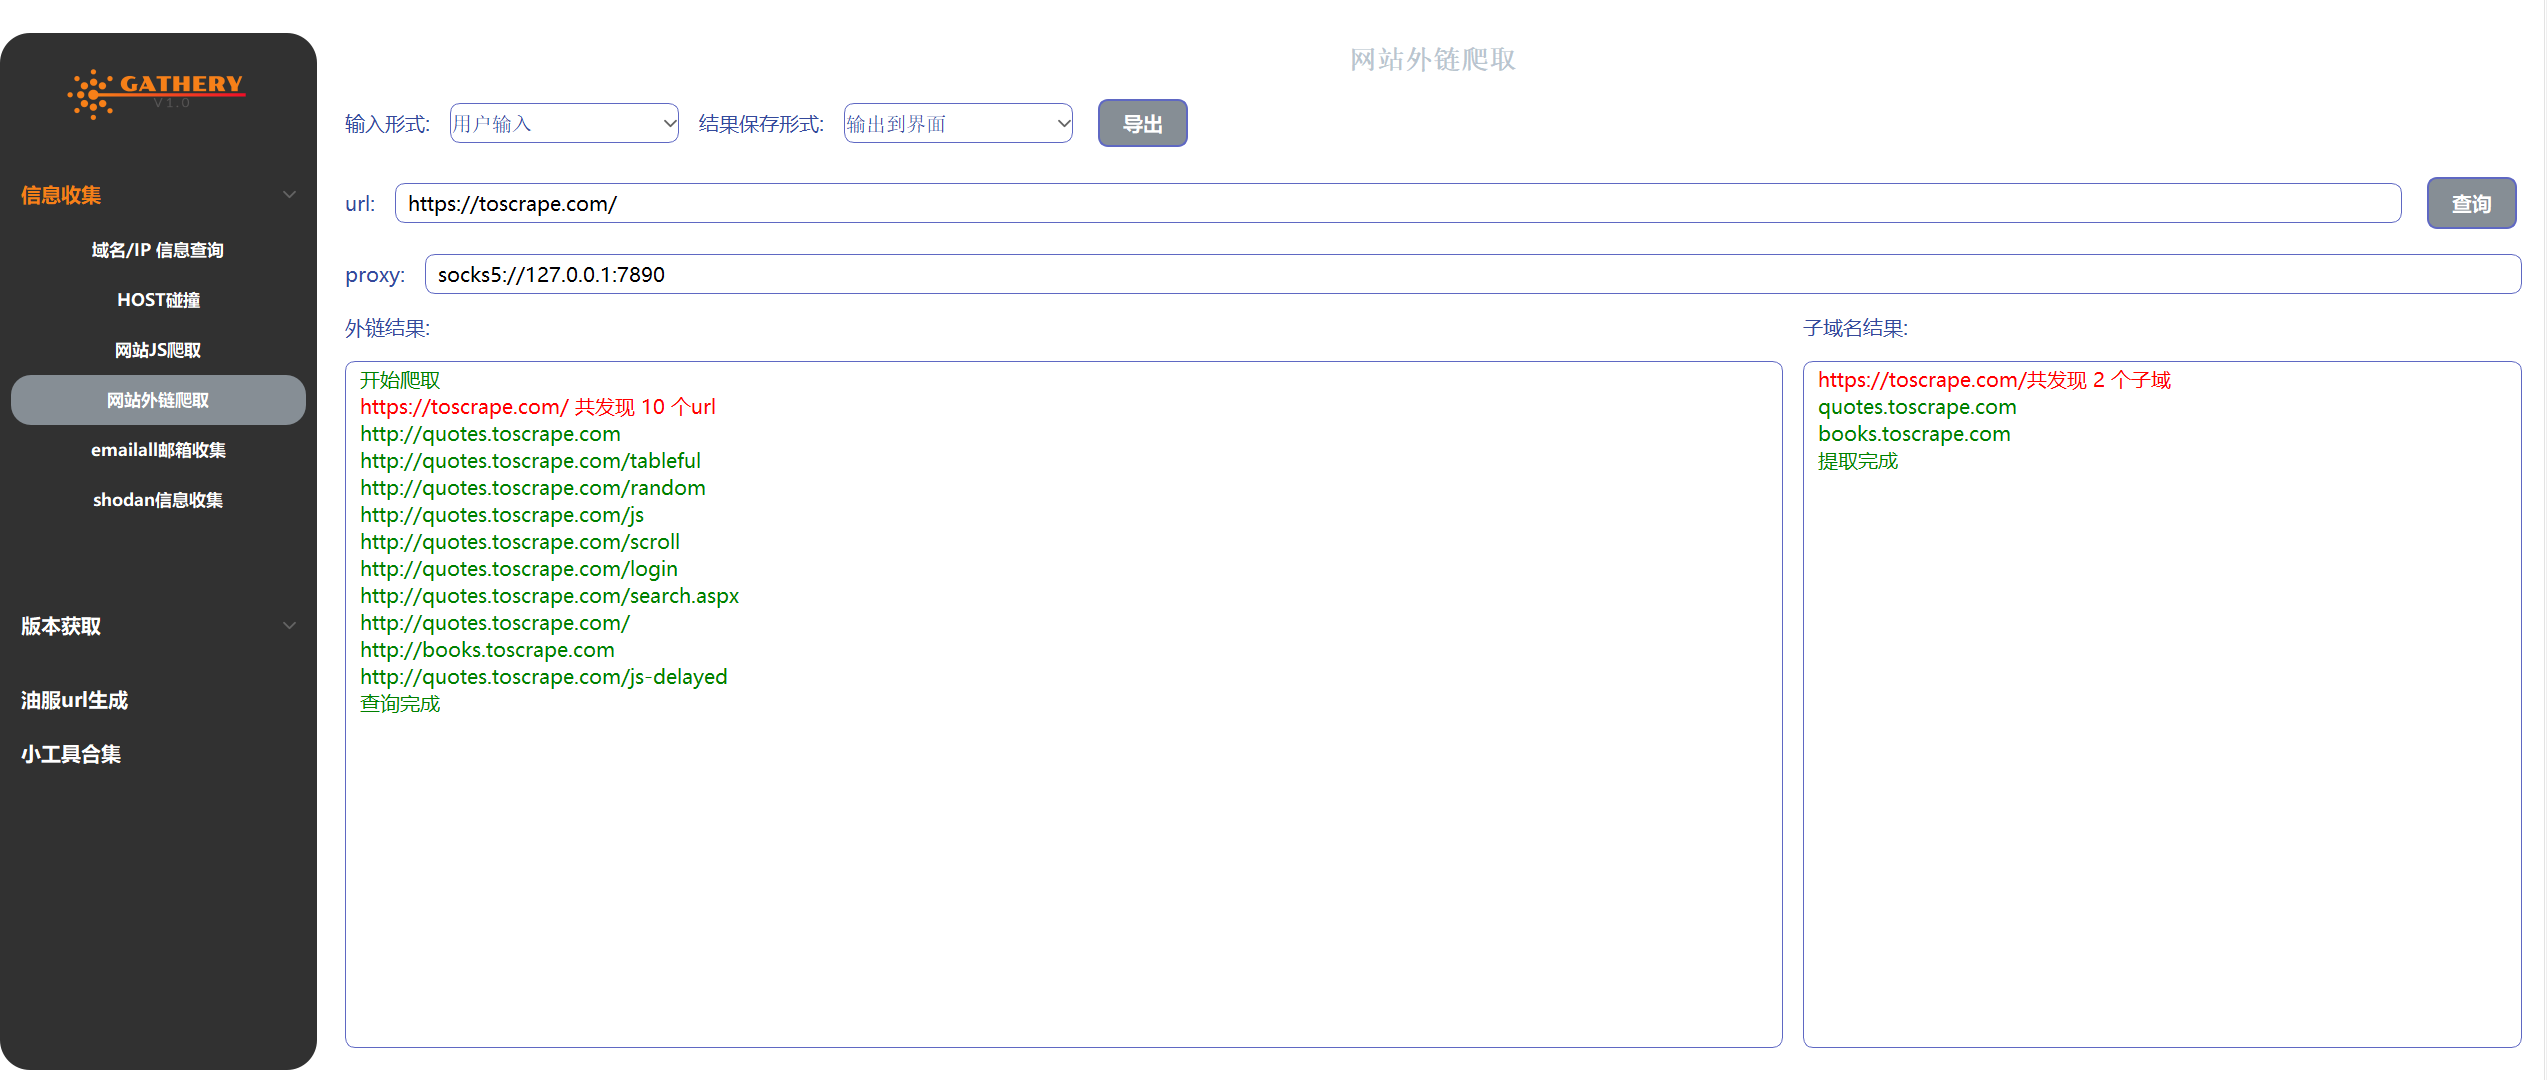 GATHERY
V1.0
信息收集
域名/IP 信息查询
HOST碰撞
网站JS爬取
网站外链爬取
emailall邮箱收集
shodan信息收集
版本获取
油服url生成
小工具合集
网站外链爬取
输入形式: 用户输入 结果保存形式: 输出到界面 导出
url: https://toscrape.com/ 查询
proxy: socks5://127.0.0.1:7890
外链结果:
开始爬取
https://toscrape.com/ 共发现 10 个url
http://quotes.toscrape.com
http://quotes.toscrape.com/tableful
http://quotes.toscrape.com/random
http://quotes.toscrape.com/js
http://quotes.toscrape.com/scroll
http://quotes.toscrape.com/login
http://quotes.toscrape.com/search.aspx
http://quotes.toscrape.com/
http://books.toscrape.com
http://quotes.toscrape.com/js-delayed
查询完成
子域名结果:
https://toscrape.com/共发现 2 个子域
quotes.toscrape.com
books.toscrape.com
提取完成